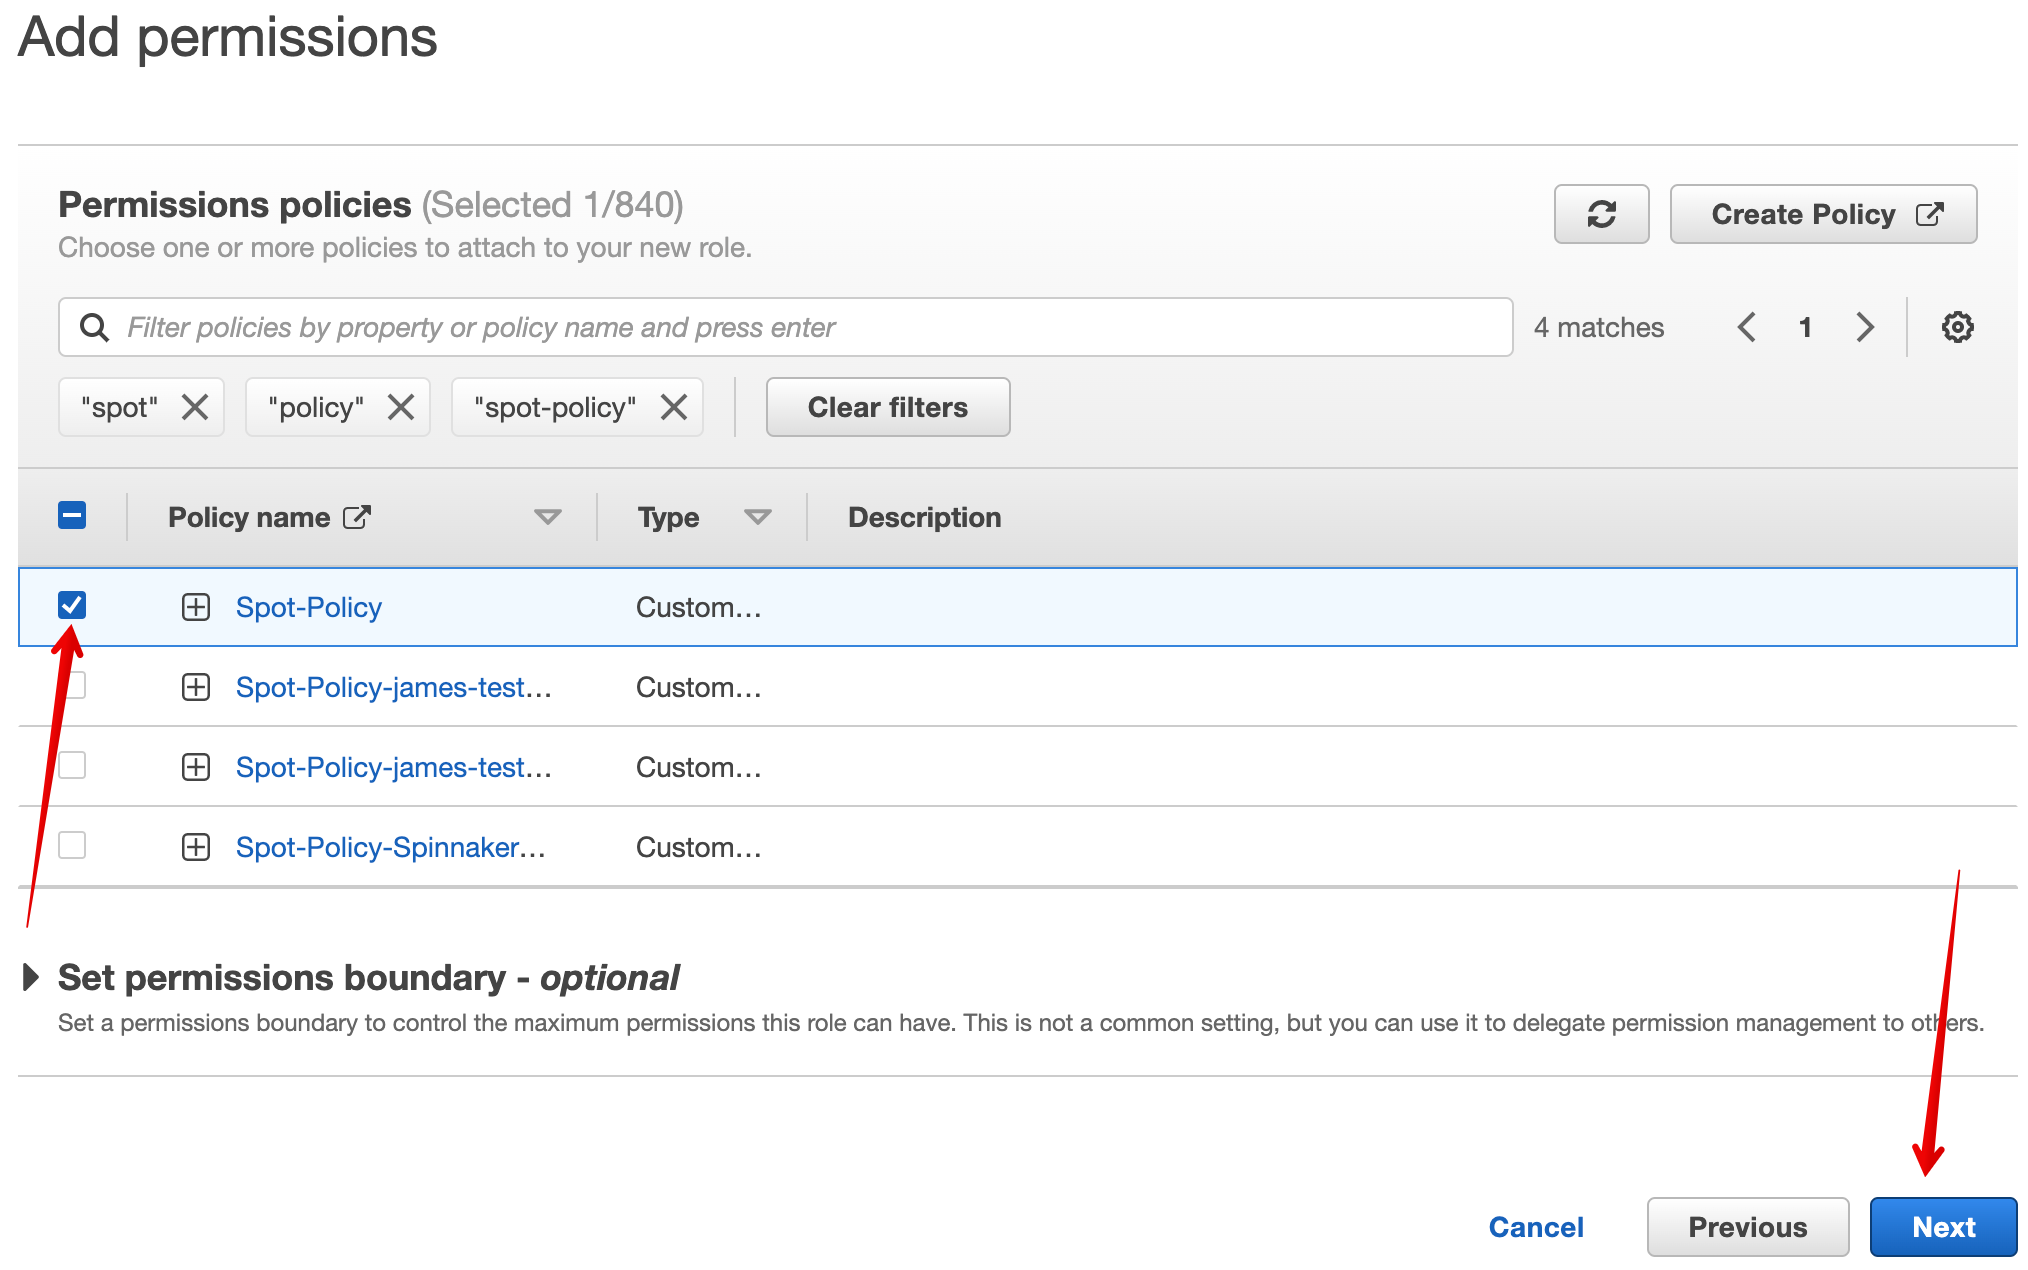 Add permissions
Permissions policies (Selected 1/840)
Choose one or more policies to attach to your new role.
Create Policy
Filter policies by property or policy name and press enter
4 matches
1
"spot"
"policy"
"spot-policy"
Clear filters
Policy name
Type
Description
Spot-Policy
Custom...
Spot-Policy-james-test...
Custom...
Spot-Policy-james-test...
Custom...
Spot-Policy-Spinnaker...
Custom...
Set permissions boundary - optional
Set a permissions boundary to control the maximum permissions this role can have. This is not a common setting, but you can use it to delegate permission management to others.
Cancel
Previous
Next